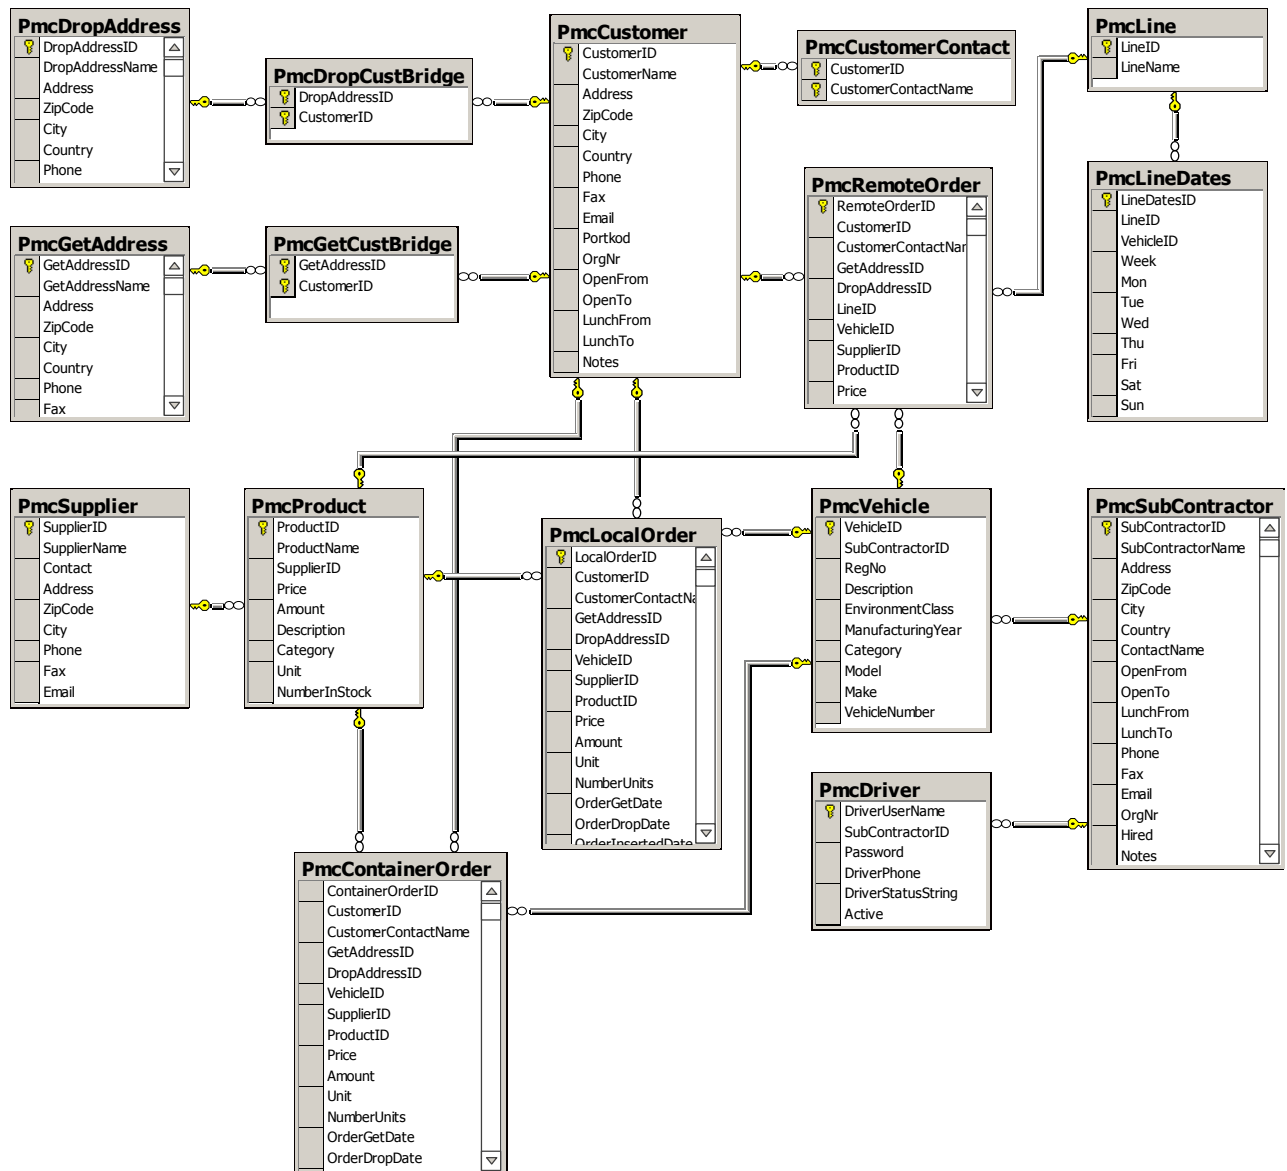 PmcDropAddress
DropAddressID
DropAddressName
Address
ZipCode
City
Country
Phone
PmcDropCustBridge
DropAddressID
CustomerID
PmcCustomer
CustomerID
CustomerName
Address
ZipCode
City
Country
Phone
Fax
Email
Portkod
OrgNr
OpenFrom
OpenTo
LunchFrom
LunchTo
Notes
PmcCustomerContact
CustomerID
CustomerContactName
PmcLine
LineID
LineName
PmcGetAddress
GetAddressID
GetAddressName
Address
ZipCode
City
Country
Phone
Fax
PmcGetCustBridge
GetAddressID
CustomerID
PmcRemoteOrder
RemoteOrderID
CustomerID
CustomerContactNar
GetAddressID
DropAddressID
LineID
VehicleID
SupplierID
ProductID
Price
PmcLineDates
LineDatesID
LineID
VehicleID
Week
Mon
Tue
Wed
Thu
Fri
Sat
Sun
PmcSupplier
SupplierID
SupplierName
Contact
Address
ZipCode
City
Phone
Fax
Email
PmcProduct
ProductID
ProductName
SupplierID
Price
Amount
Description
Category
Unit
NumberInStock
PmcLocalOrder
LocalOrderID
CustomerID
CustomerContactNa
GetAddressID
DropAddressID
VehicleID
SupplierID
ProductID
Price
Amount
Unit
NumberUnits
OrderGetDate
OrderDropDate
OrderInsertedDate
PmcVehicle
VehicleID
SubContractorID
RegNo
Description
EnvironmentClass
ManufacturingYear
Category
Model
Make
VehicleNumber
PmcSubContractor
SubContractorID
SubContractorName
Address
ZipCode
City
Country
ContactName
OpenFrom
OpenTo
LunchFrom
LunchTo
Phone
Fax
Email
OrgNr
Hired
Notes
PmcDriver
DriverUserName
SubContractorID
Password
DriverPhone
DriverStatusString
Active
PmcContainerOrder
ContainerOrderID
CustomerID
CustomerContactName
GetAddressID
DropAddressID
VehicleID
SupplierID
ProductID
Price
Amount
Unit
NumberUnits
OrderGetDate
OrderDropDate